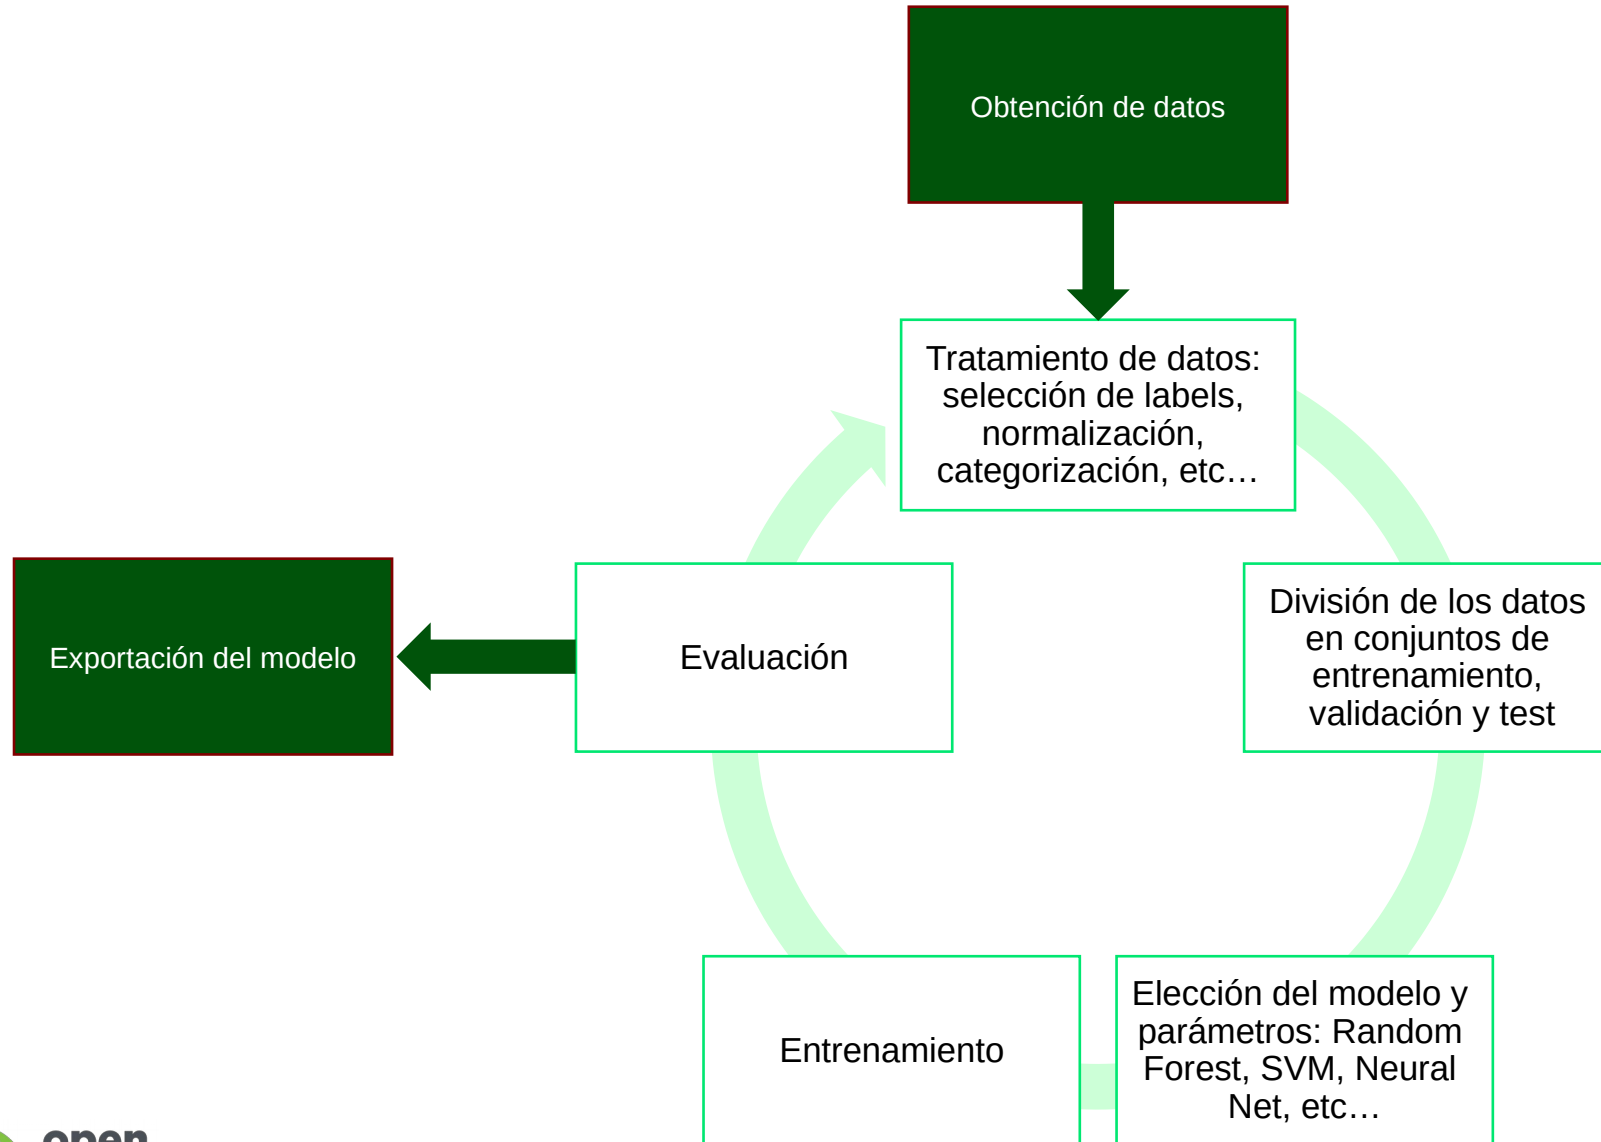 Obtención de datos
Tratamiento de datos:
selección de labels,
normalización,
categorización, etc…
Exportación del modelo
Evaluación
División de los datos
en conjuntos de
entrenamiento,
validación y test
Entrenamiento
Elección del modelo y
parámetros: Random
Forest, SVM, Neural
Net, etc…
open